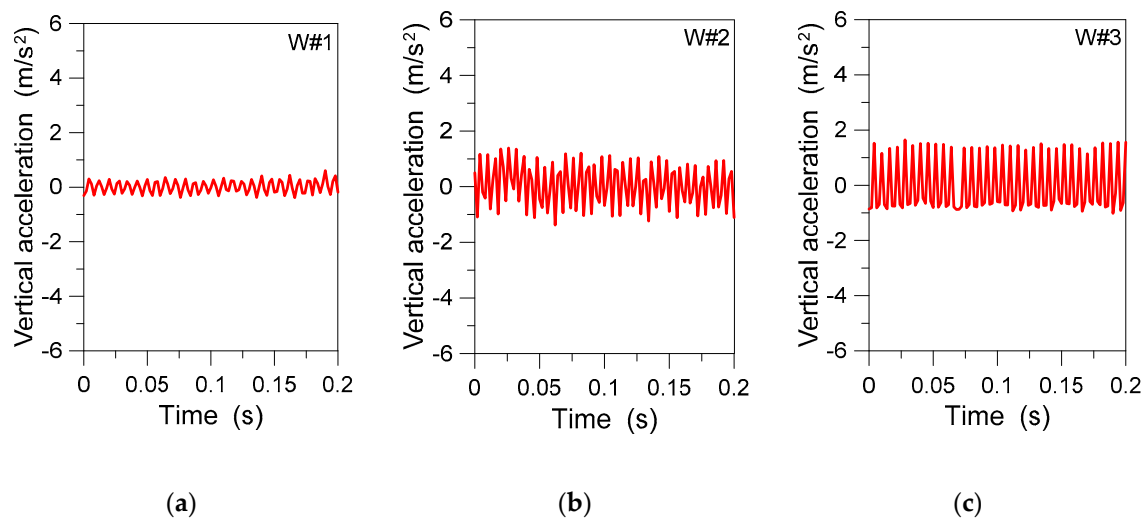 W#1
Vertical acceleration (m/s²)
6
4
2
0
-2
-4
-6
0 0.05 0.1 0.15 0.2
Time (s)
(a)
W#2
Vertical acceleration (m/s²)
6
4
2
0
-2
-4
-6
0 0.05 0.1 0.15 0.2
Time (s)
(b)
W#3
Vertical acceleration (m/s²)
6
4
2
0
-2
-4
-6
0 0.05 0.1 0.15 0.2
Time (s)
(c)